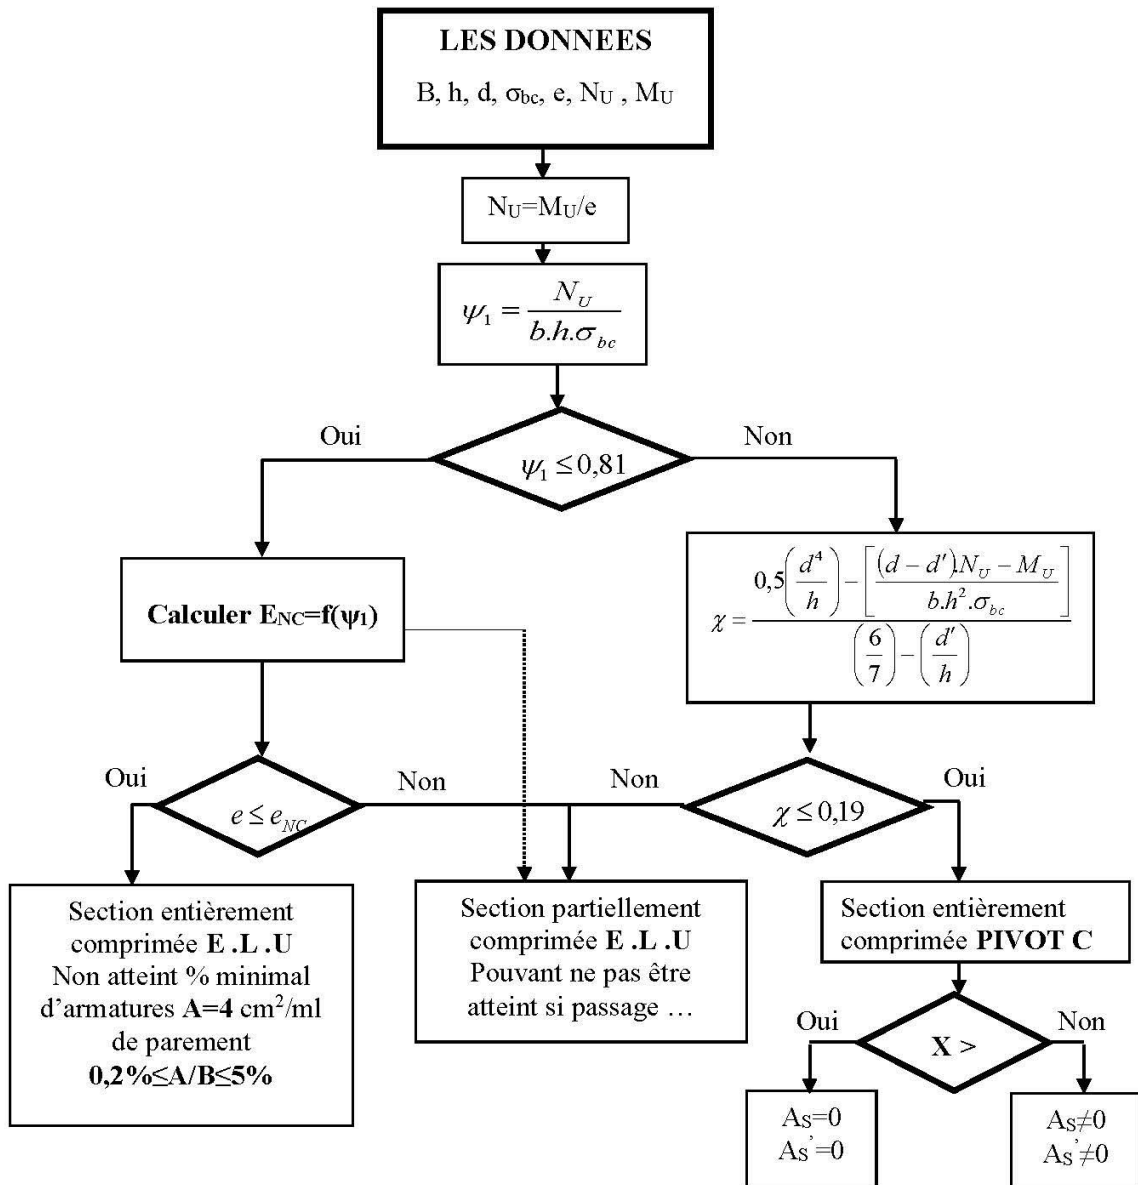 LES DONNEES
B, h, d, σbc, e, NU , MU
NU=MU/e
ψ1 = NU / b.h.σbc
Oui
Non
ψ1 ≤ 0,81
Calculer ENC=f(ψ1)
χ = (0,5(d⁴/h) − [((d − d′).NU − MU) / b.h².σbc]) / ((6/7) − (d′/h))
Oui
Non
Non
Oui
e ≤ eNC
χ ≤ 0,19
Section entièrement
comprimée E .L .U
Non atteint % minimal
d’armatures A=4 cm²/ml
de parement
0,2%≤A/B≤5%
Section partiellement
comprimée E .L .U
Pouvant ne pas être
atteint si passage …
Section entièrement
comprimée PIVOT C
Oui
Non
X >
AS=0
AS’=0
AS≠0
AS’≠0